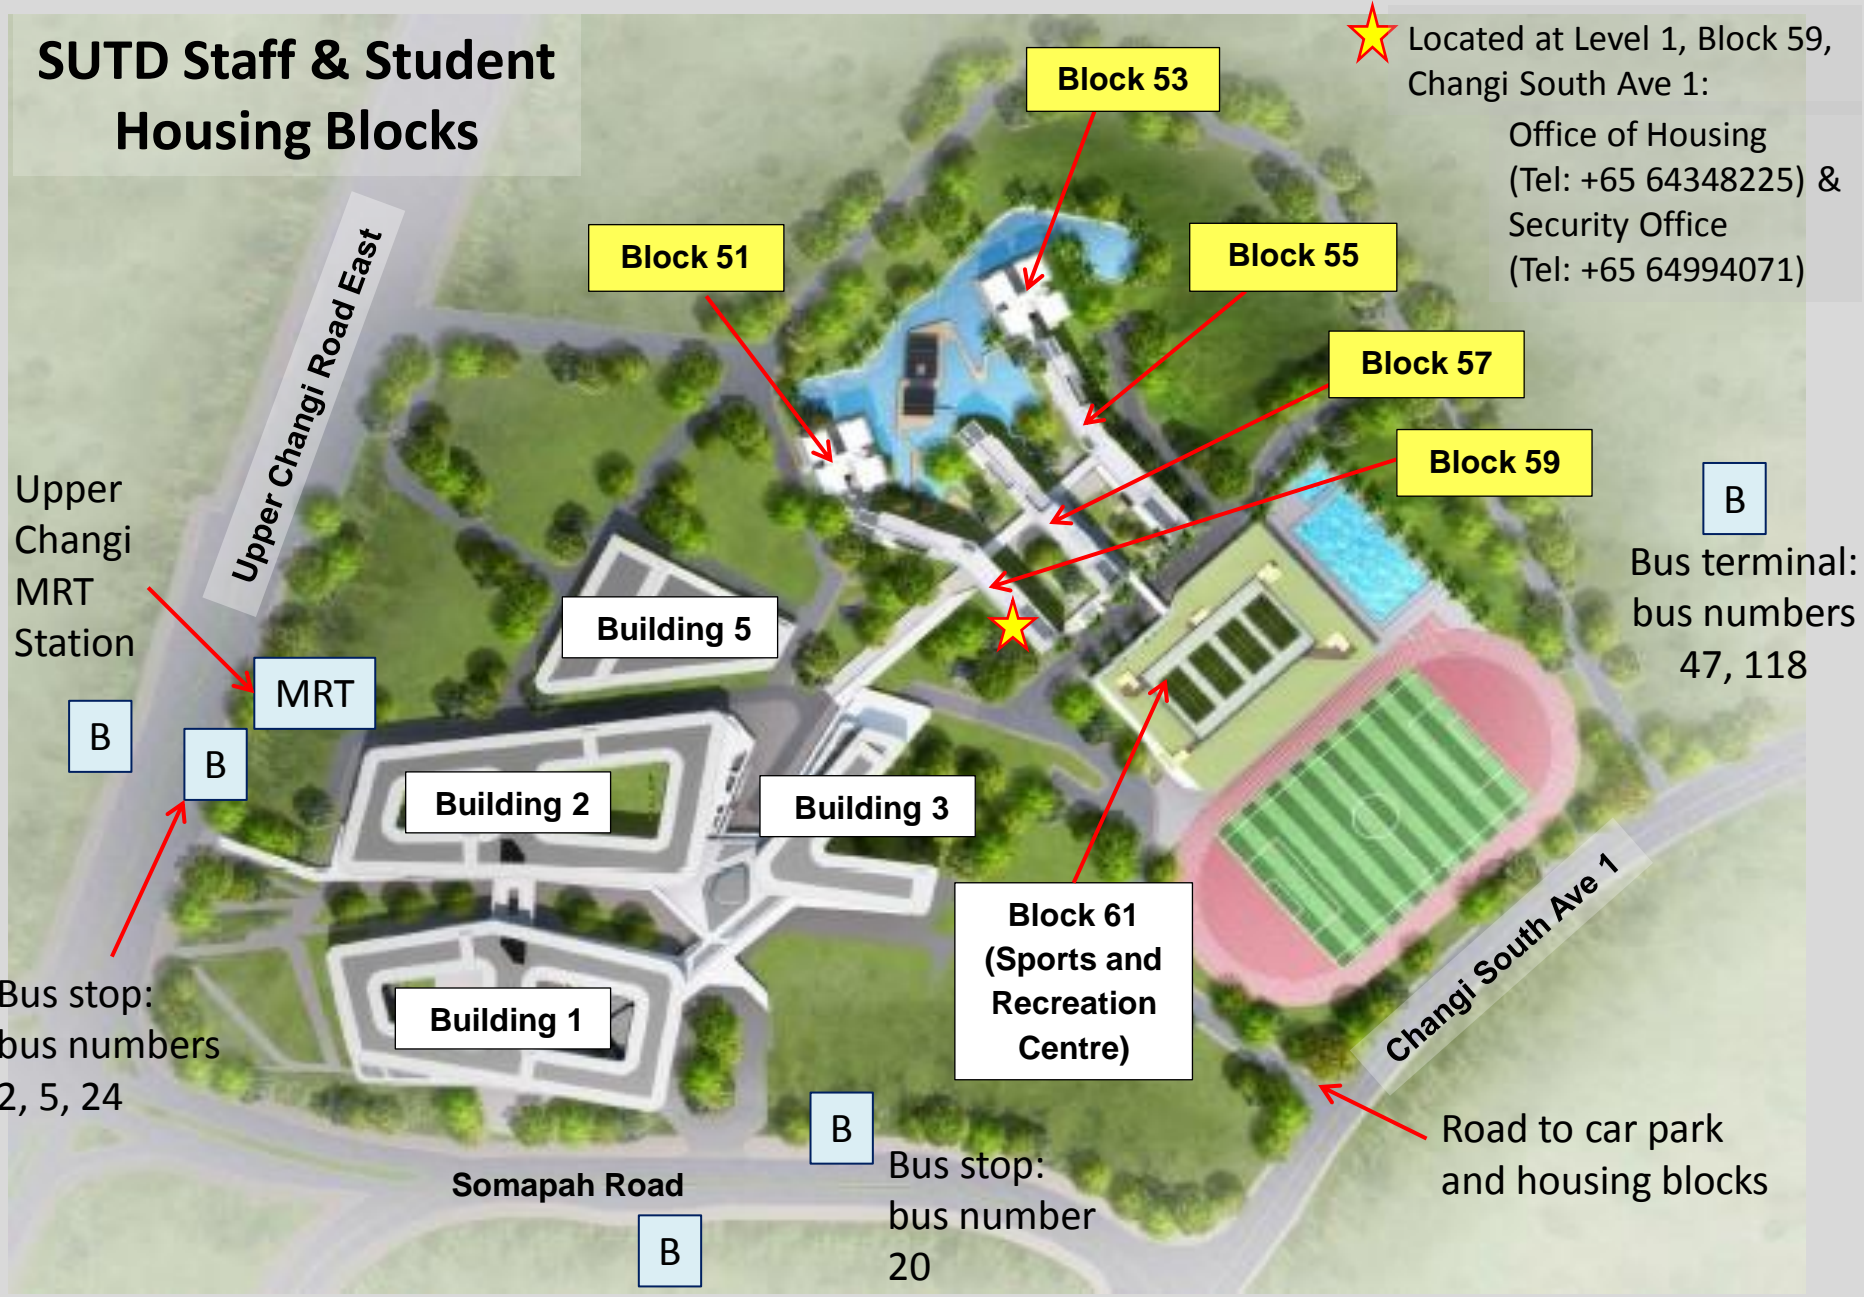 SUTD Staff & Student
Housing Blocks
Located at Level 1, Block 59,
Changi South Ave 1:
Office of Housing
(Tel: +65 64348225) &
Security Office
(Tel: +65 64994071)
Block 53
Block 51
Block 55
Block 57
Block 59
Upper Changi Road East
Upper
Changi
MRT
Station
MRT
B
B
B
Bus terminal:
bus numbers
47, 118
Building 5
Building 2
Building 3
Building 1
Block 61
(Sports and
Recreation
Centre)
Changi South Ave 1
Bus stop:
bus numbers
2, 5, 24
B
Bus stop:
bus number
20
Somapah Road
B
Road to car park
and housing blocks